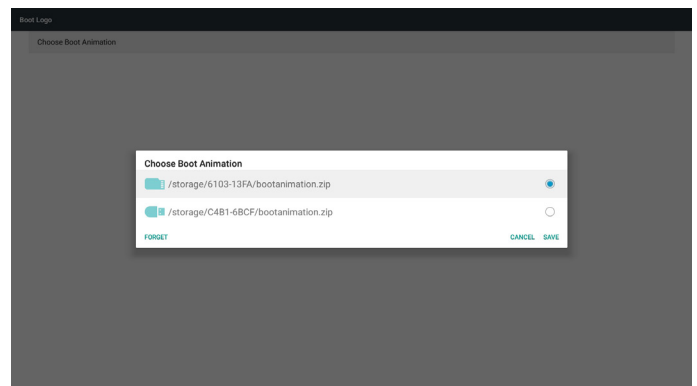 Boot Logo
Choose Boot Animation
Choose Boot Animation
/storage/6103-13FA/bootanimation.zip
/storage/C4B1-6BCF/bootanimation.zip
FORGET CANCEL SAVE